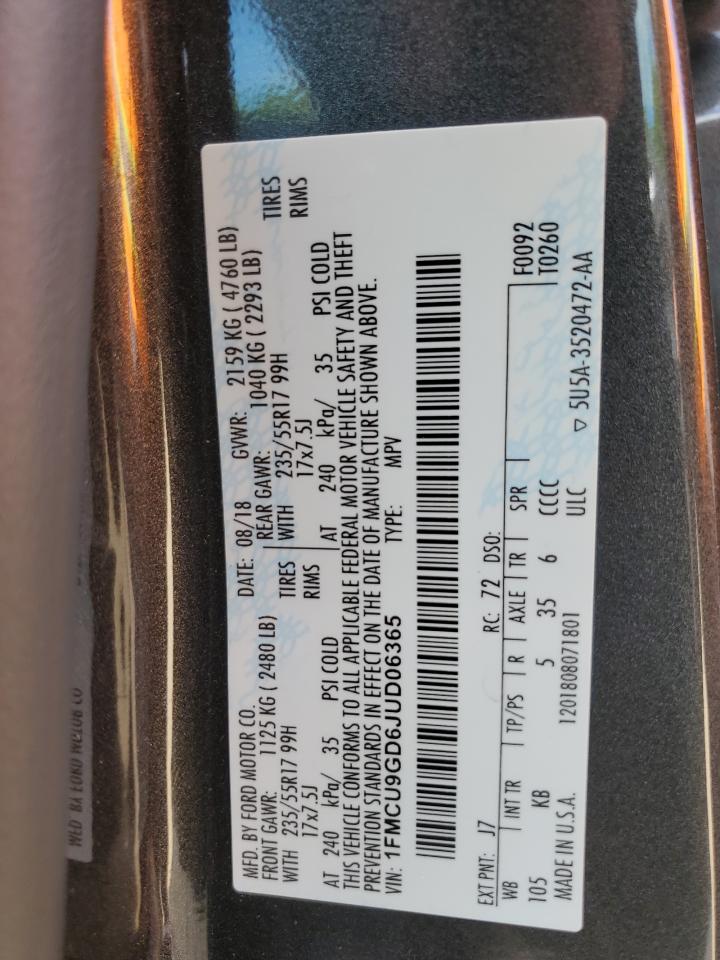 MFD. BY FORD MOTOR CO.
DATE: 08/18 GVWR: 2159 KG ( 4760 LB)
FRONT GAWR: 1125 KG ( 2480 LB) REAR GAWR: 1040 KG ( 2293 LB)
WITH 235/55R17 99H TIRES WITH 235/55R17 99H TIRES
17x7.5J RIMS 17x7.5J RIMS
AT 240 kPa/ 35 PSI COLD AT 240 kPa/ 35 PSI COLD
THIS VEHICLE CONFORMS TO ALL APPLICABLE FEDERAL MOTOR VEHICLE SAFETY AND THEFT
PREVENTION STANDARDS IN EFFECT ON THE DATE OF MANUFACTURE SHOWN ABOVE.
VIN: 1FMCU9GD6JUD06365 TYPE: MPV
EXT PNT: J7 RC: 72 DSO:
WB INT TR TP/PS R AXLE TR SPR F0092
105 KB 5 35 6 CCCC T0260
MADE IN U.S.A. 1201808071801 ULC ▽ 5U5A-3520472-AA